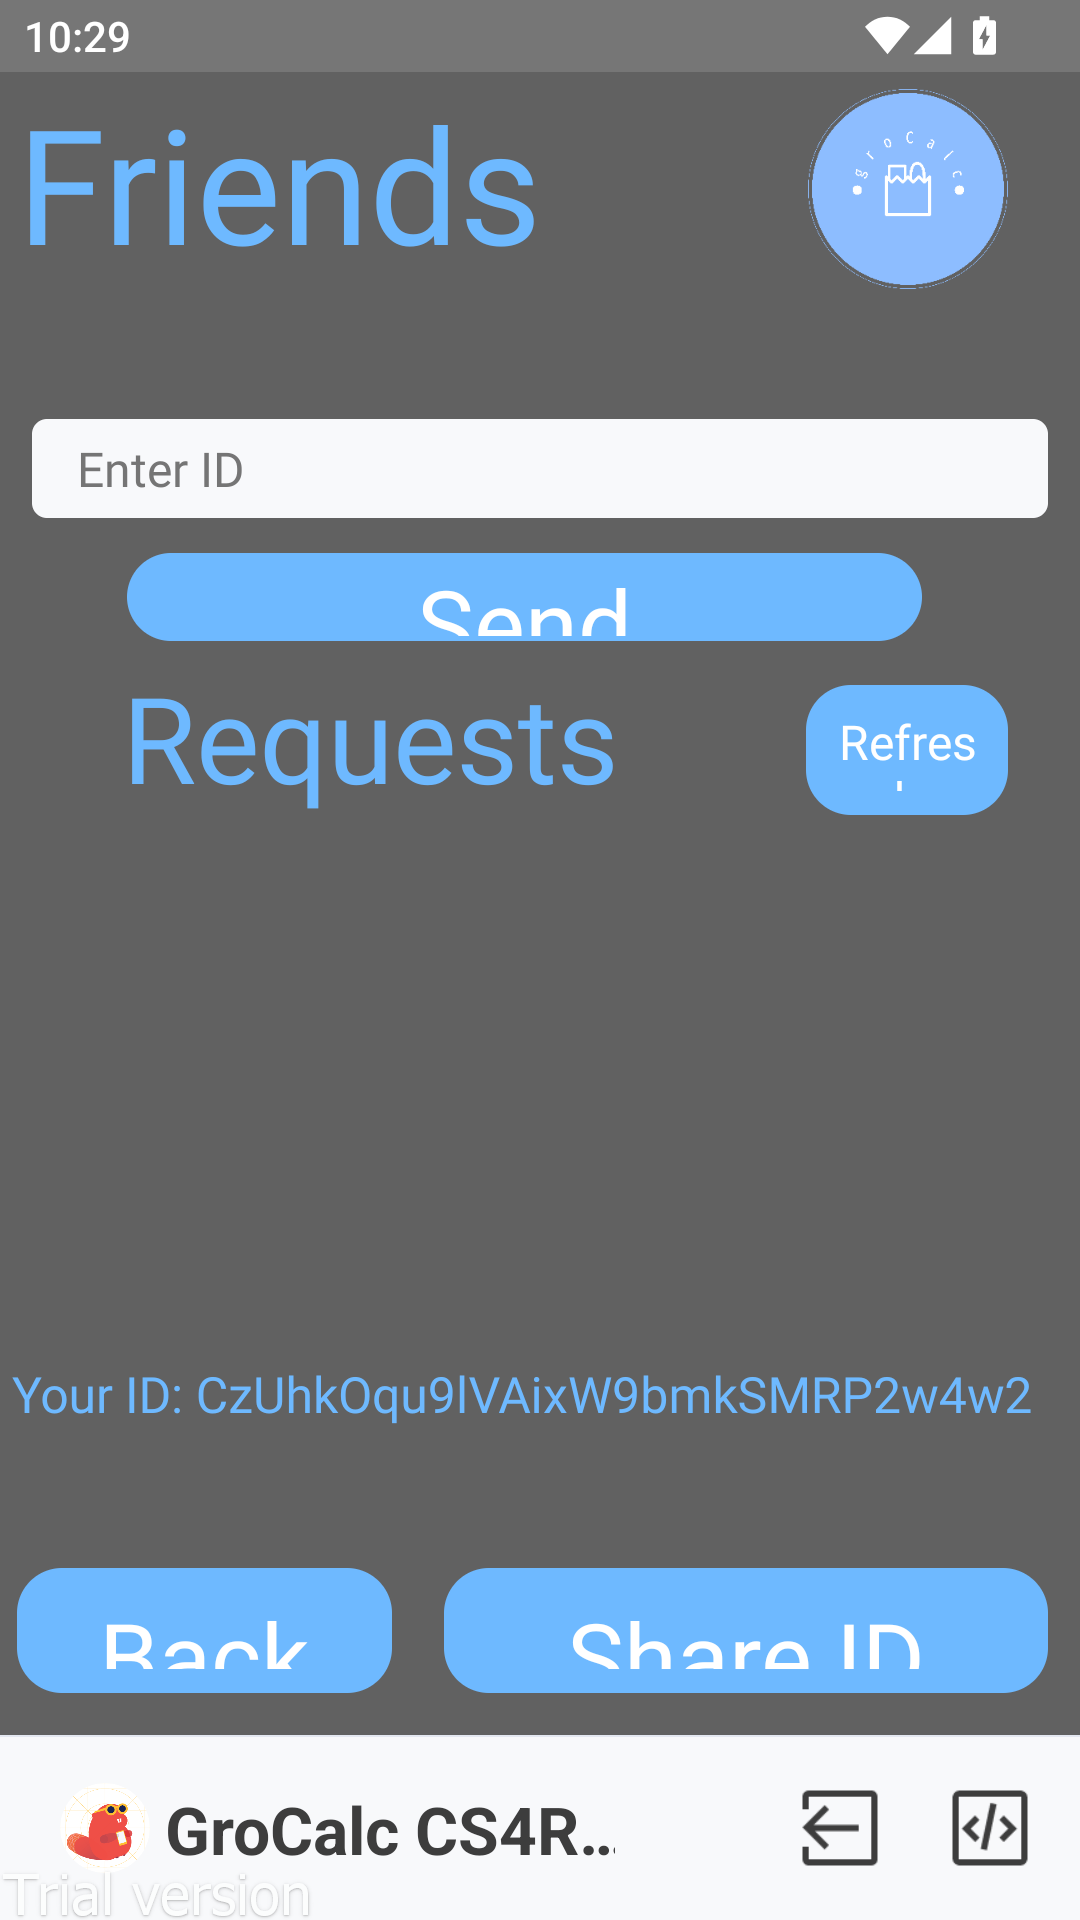 10:29
Friends
groCalc
Enter ID
Send
Requests
Refres
Your ID: CzUhkOqu9lVAixW9bmkSMRP2w4w2
Back
Share ID
GroCalc CS4R...
Trial version